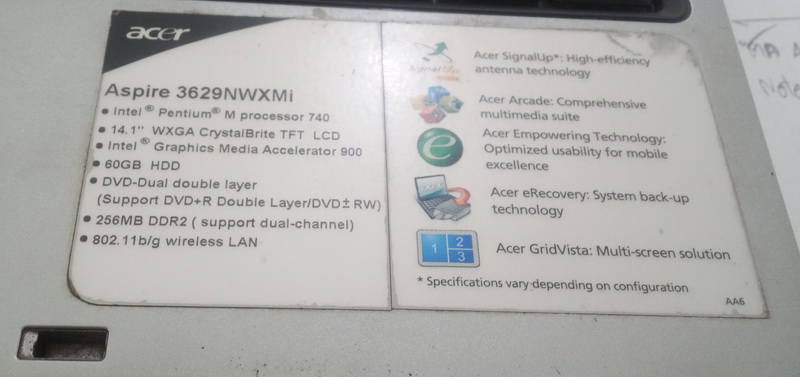 acer
Aspire 3629NWXMi
• Intel® Pentium® M processor 740
• 14.1" WXGA CrystalBrite TFT LCD
• Intel® Graphics Media Accelerator 900
• 60GB HDD
• DVD-Dual double layer
(Support DVD+R Double Layer/DVD±RW)
• 256MB DDR2 ( support dual-channel)
• 802.11b/g wireless LAN
Acer SignalUp*: High-efficiency
antenna technology
Acer Arcade: Comprehensive
multimedia suite
Acer Empowering Technology:
Optimized usability for mobile
excellence
Acer eRecovery: System back-up
technology
1 2
3
Acer GridVista: Multi-screen solution
* Specifications vary depending on configuration
AA6